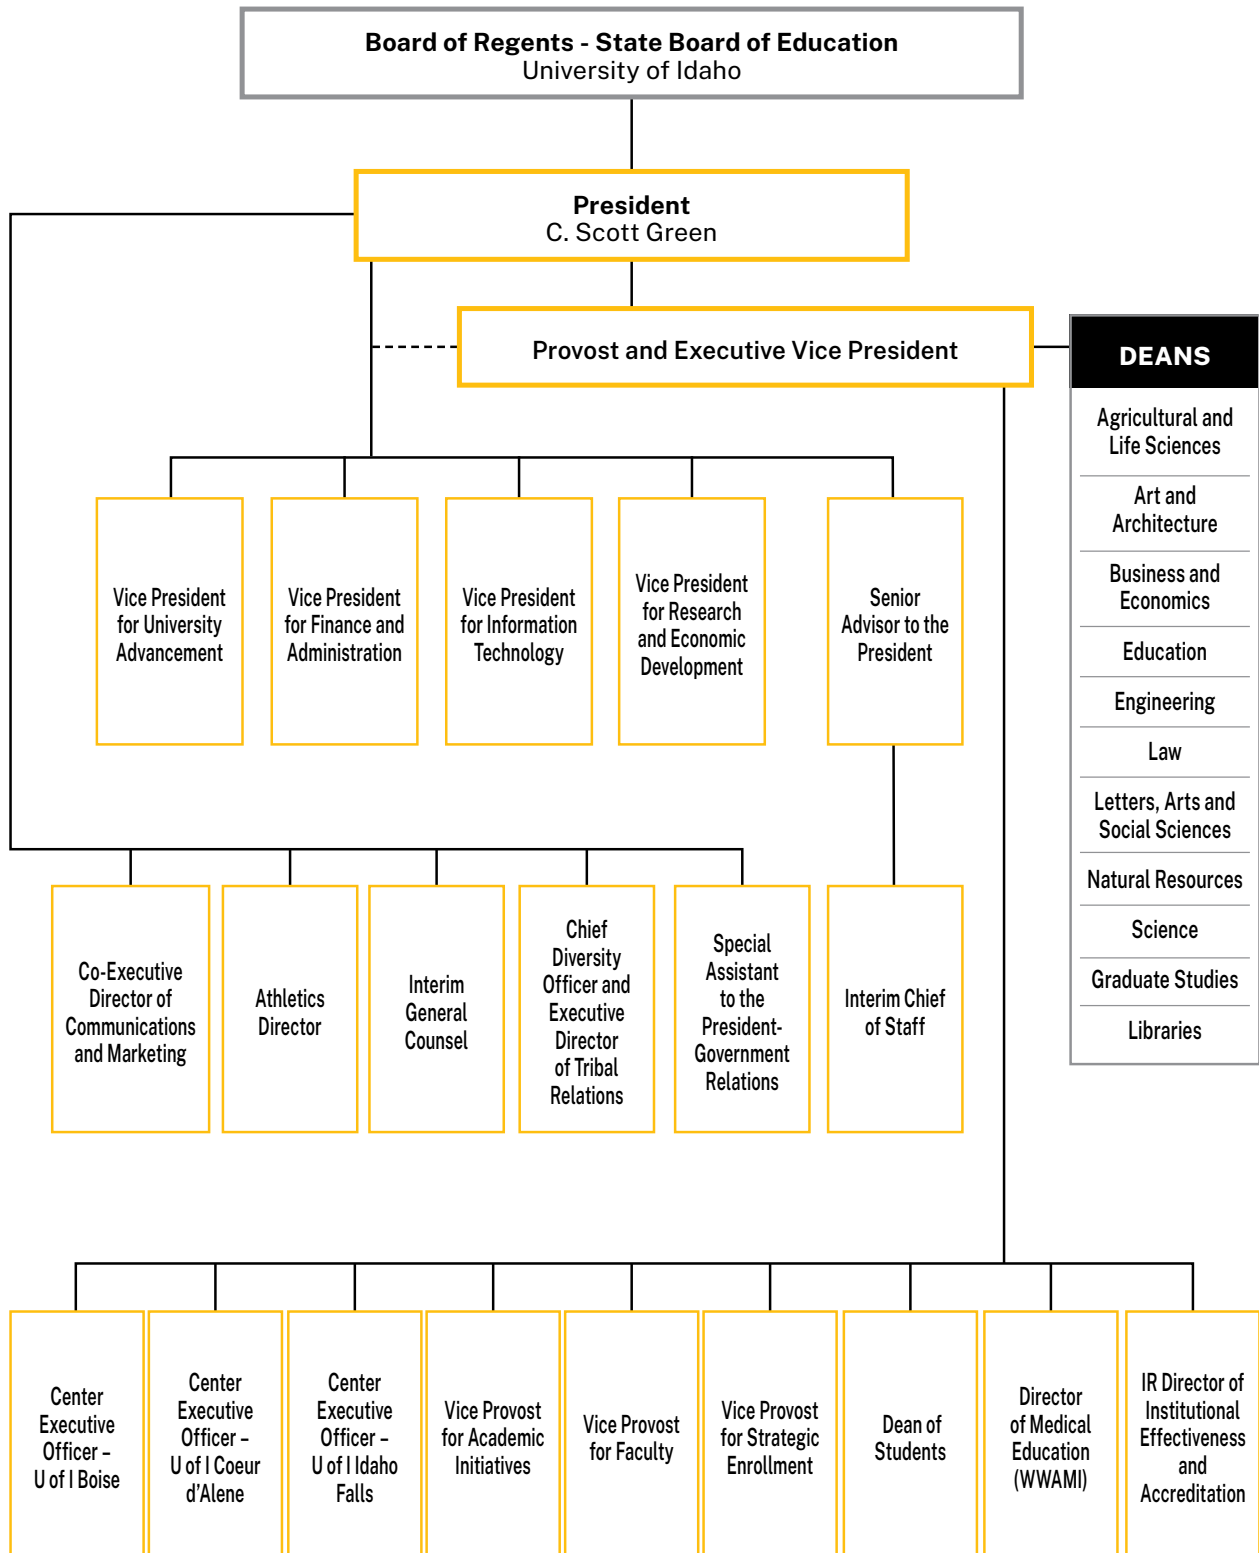 Board of Regents - State Board of Education
University of Idaho
President
C. Scott Green
Provost and Executive Vice President
DEANS
Agricultural and
Life Sciences
Art and
Architecture
Business and
Economics
Education
Engineering
Law
Letters, Arts and
Social Sciences
Natural Resources
Science
Graduate Studies
Libraries
Vice President
for University
Advancement
Vice President
for Finance and
Administration
Vice President
for Information
Technology
Vice President
for Research
and Economic
Development
Senior
Advisor to the
President
Co-Executive
Director of
Communications
and Marketing
Athletics
Director
Interim
General
Counsel
Chief
Diversity
Officer and
Executive
Director
of Tribal
Relations
Special
Assistant
to the
President-
Government
Relations
Interim Chief
of Staff
Center
Executive
Officer –
U of I Boise
Center
Executive
Officer –
U of I Coeur
d’Alene
Center
Executive
Officer –
U of I Idaho
Falls
Vice Provost
for Academic
Initiatives
Vice Provost
for Faculty
Vice Provost
for Strategic
Enrollment
Dean of
Students
Director
of Medical
Education
(WWAMI)
IR Director of
Institutional
Effectiveness
and
Accreditation